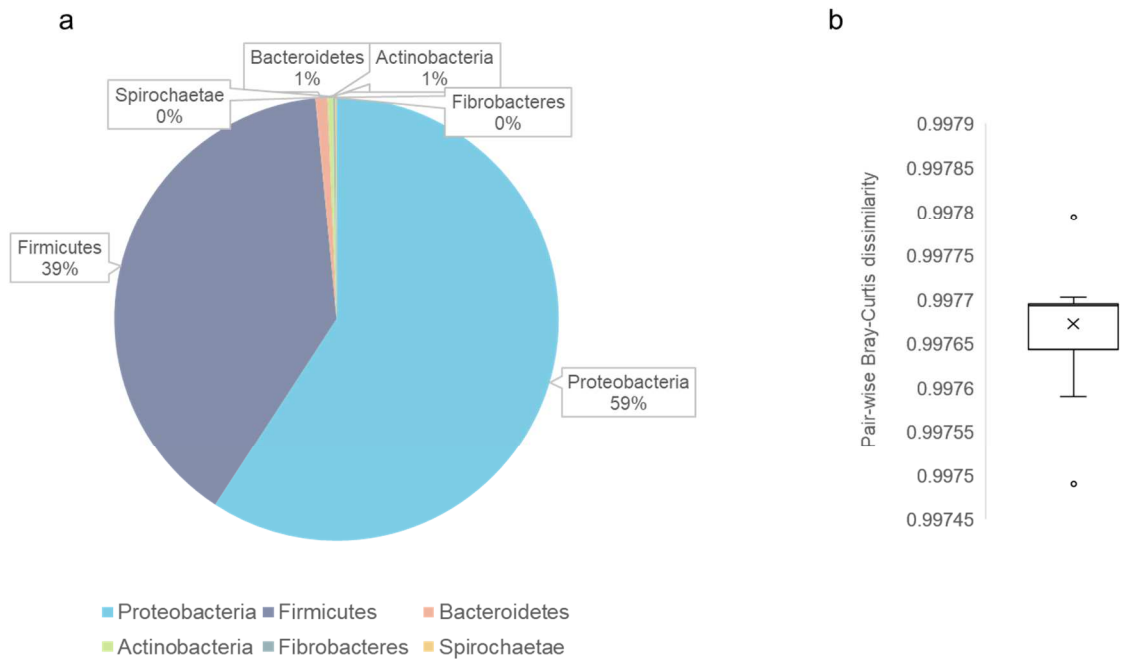 a
b
Bacteroidetes
1%
Actinobacteria
1%
Spirochaetae
0%
Fibrobacteres
0%
Firmicutes
39%
Proteobacteria
59%
Proteobacteria Firmicutes Bacteroidetes
Actinobacteria Fibrobacteres Spirochaetae
Pair-wise Bray-Curtis dissimilarity
0.9979
0.99785
0.9978
0.99775
0.9977
0.99765
0.9976
0.99755
0.9975
0.99745